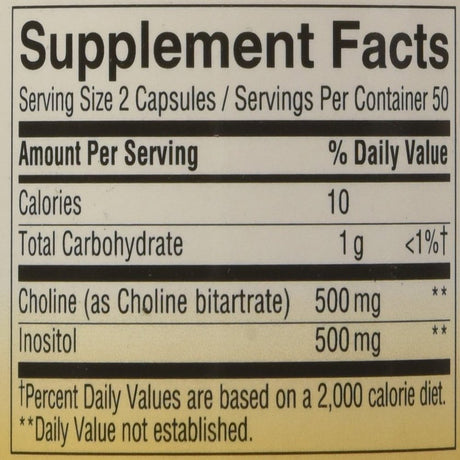 Supplement Facts
Serving Size 2 Capsules / Servings Per Container 50
Amount Per Serving % Daily Value
Calories 10
Total Carbohydrate 1 g <1%†
Choline (as Choline bitartrate) 500 mg **
Inositol 500 mg **
†Percent Daily Values are based on a 2,000 calorie diet.
**Daily Value not established.